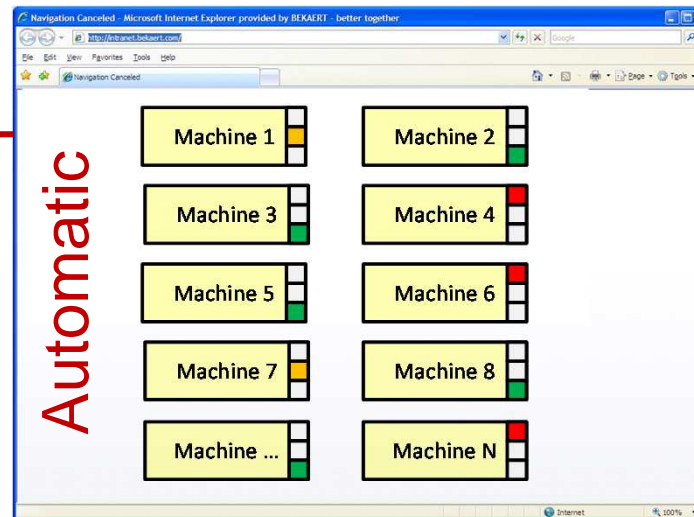 Navigation Canceled - Microsoft Internet Explorer provided by BEKAERT - better together
http://intranet.bekaert.com/
Google
File Edit View Favorites Tools Help
Navigation Canceled
Page Tools
Automatic
Machine 1 Machine 2
Machine 3 Machine 4
Machine 5 Machine 6
Machine 7 Machine 8
Machine ... Machine N
Internet 100%